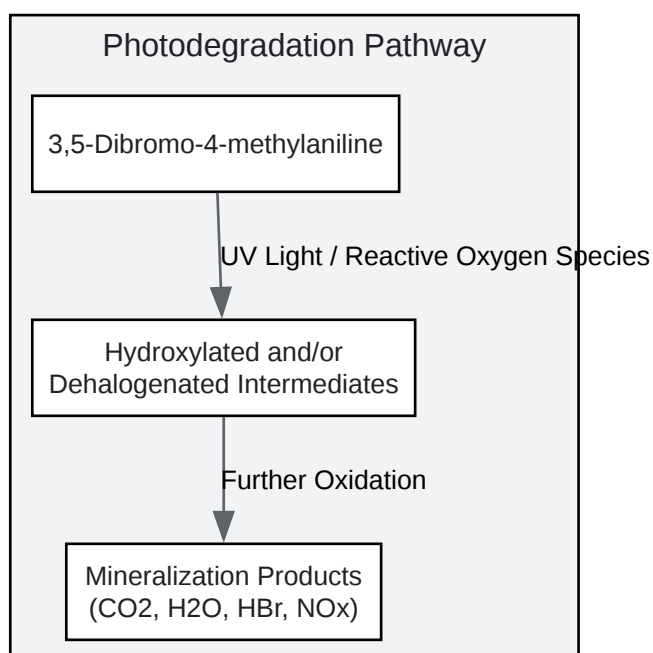 Photodegradation Pathway
3,5-Dibromo-4-methylaniline
UV Light / Reactive Oxygen Species
Hydroxylated and/or
Dehalogenated Intermediates
Further Oxidation
Mineralization Products
(CO2, H2O, HBr, NOx)